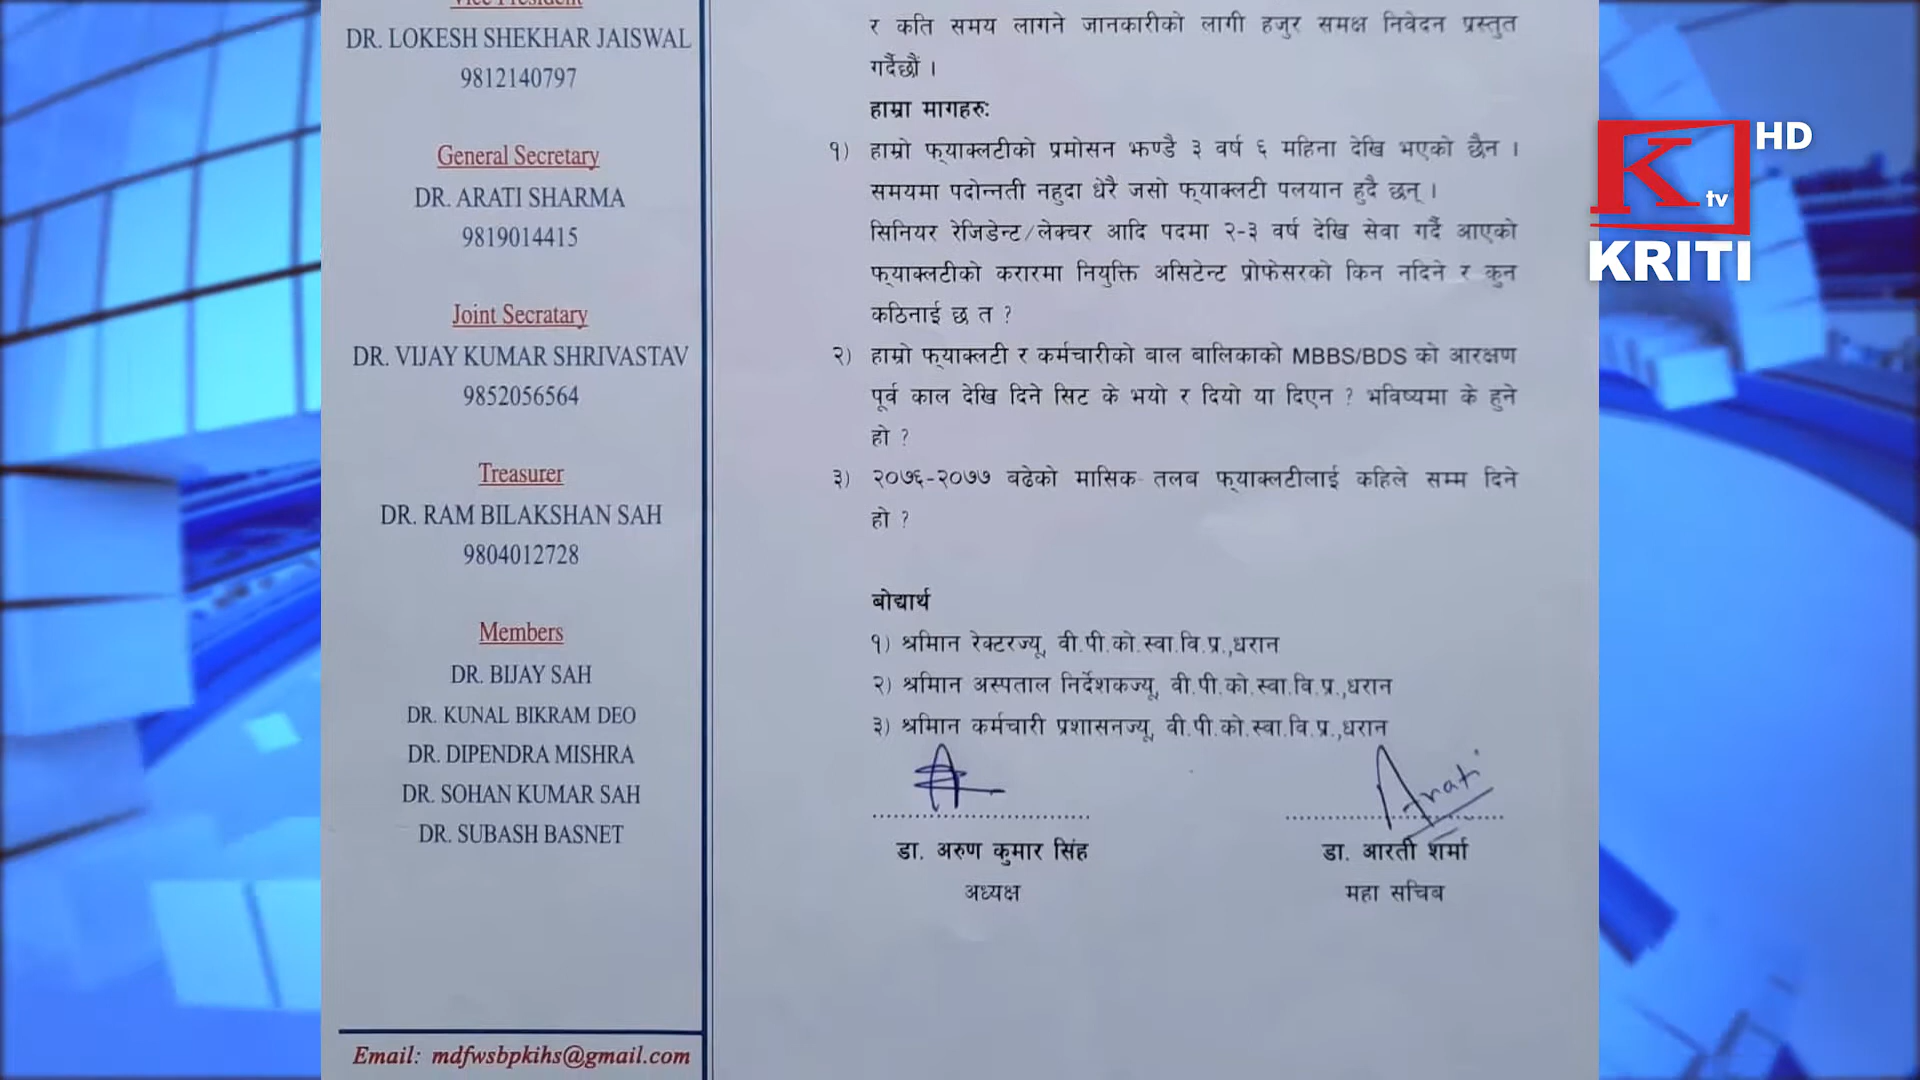 Vice President
DR. LOKESH SHEKHAR JAISWAL
9812140797
General Secretary
DR. ARATI SHARMA
9819014415
Joint Secratary
DR. VIJAY KUMAR SHRIVASTAV
9852056564
Treasurer
DR. RAM BILAKSHAN SAH
9804012728
Members
DR. BIJAY SAH
DR. KUNAL BIKRAM DEO
DR. DIPENDRA MISHRA
DR. SOHAN KUMAR SAH
DR. SUBASH BASNET
Email: mdfwsbpkihs@gmail.com
र कति समय लागने जानकारीको लागी हजुर समक्ष निवेदन प्रस्तुत
गर्दैछौं ।
हाम्रा मागहरु:
१) हाम्रो फ्याक्लटीको प्रमोसन झण्डै ३ वर्ष ६ महिना देखि भएको छैन ।
समयमा पदोन्नती नहुदा धेरै जसो फ्याक्लटी पलयान हुदै छन् ।
सिनियर रेजिडेन्ट/लेक्चर आदि पदमा २-३ वर्ष देखि सेवा गर्दै आएको
फ्याक्लटीको करारमा नियुक्ति असिटेन्ट प्रोफेसरको किन नदिने र कुन
कठिनाई छ त ?
२) हाम्रो फ्याक्लटी र कर्मचारीको बाल बालिकाको MBBS/BDS को आरक्षण
पूर्व काल देखि दिने सिट के भयो र दियो या दिएन ? भविष्यमा के हुने
हो ?
३) २०७६-२०७७ बढेको मासिक तलब फ्याक्लटीलाई कहिले सम्म दिने
हो ?
बोद्यार्थ
१) श्रमिान रेक्टरज्यू, वी.पी.को.स्वा.वि.प्र.,धरान
२) श्रमिान अस्पताल निर्देशकज्यू, वी.पी.को.स्वा.वि.प्र.,धरान
३) श्रमिान कर्मचारी प्रशासनज्यू, वी.पी.को.स्वा.वि.प्र.,धरान
Arati
डा. अरुण कुमार सिंह
अध्यक्ष
डा. आरती शर्मा
महा सचिब
K tv HD
KRITI